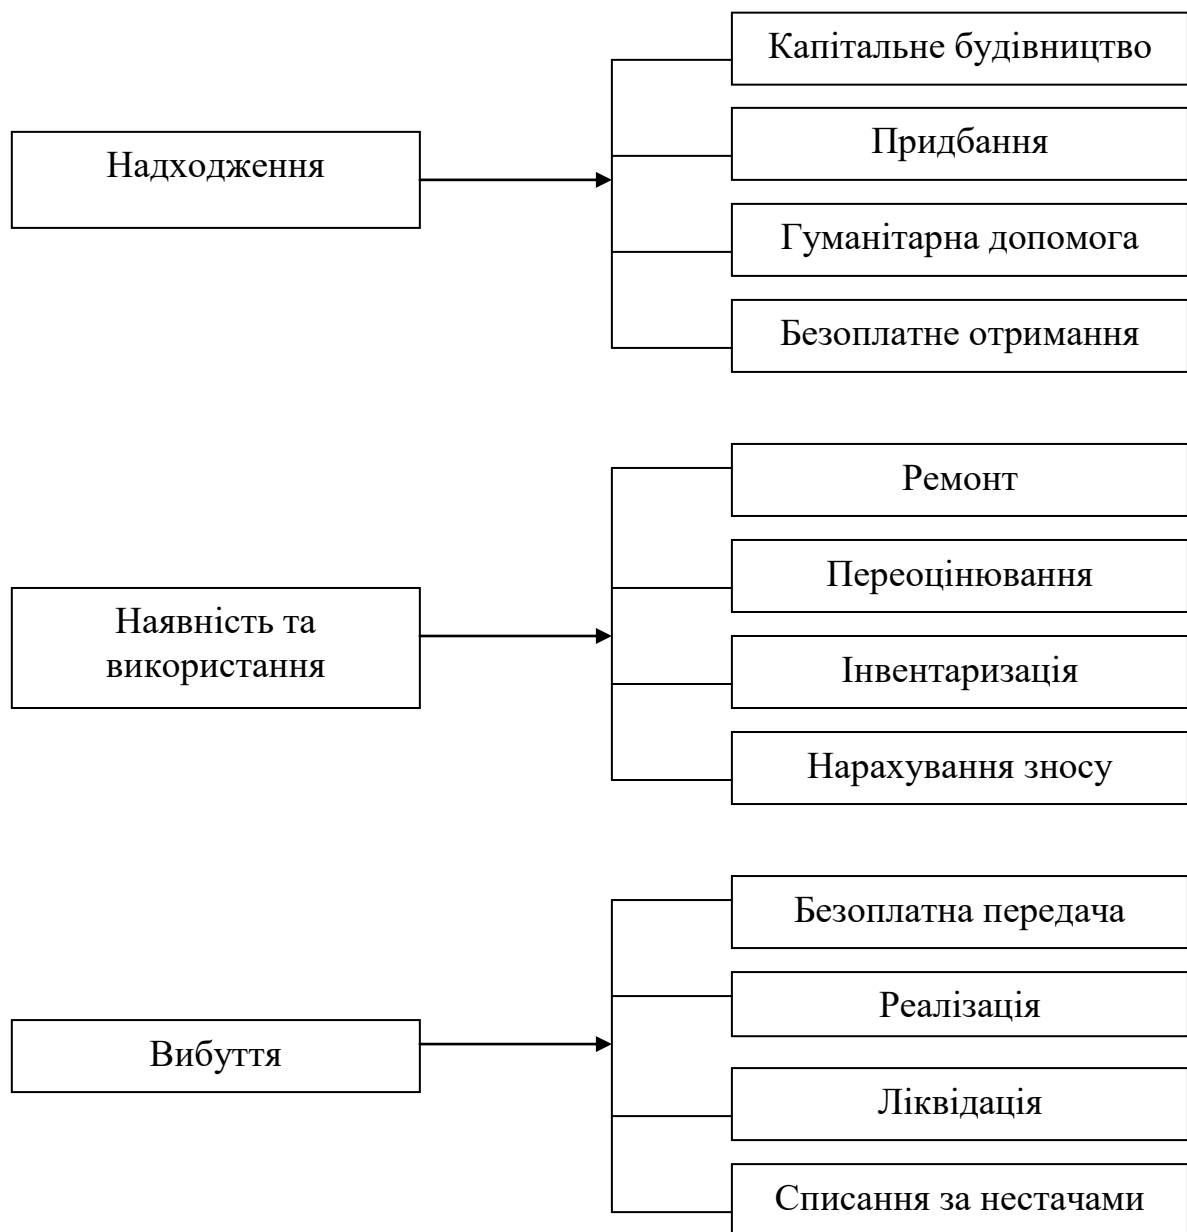 Надходження
Капітальне будівництво
Придбання
Гуманітарна допомога
Безоплатне отримання
Наявність та
використання
Ремонт
Переоцінювання
Інвентаризація
Нарахування зносу
Вибуття
Безоплатна передача
Реалізація
Ліквідація
Списання за нестачами